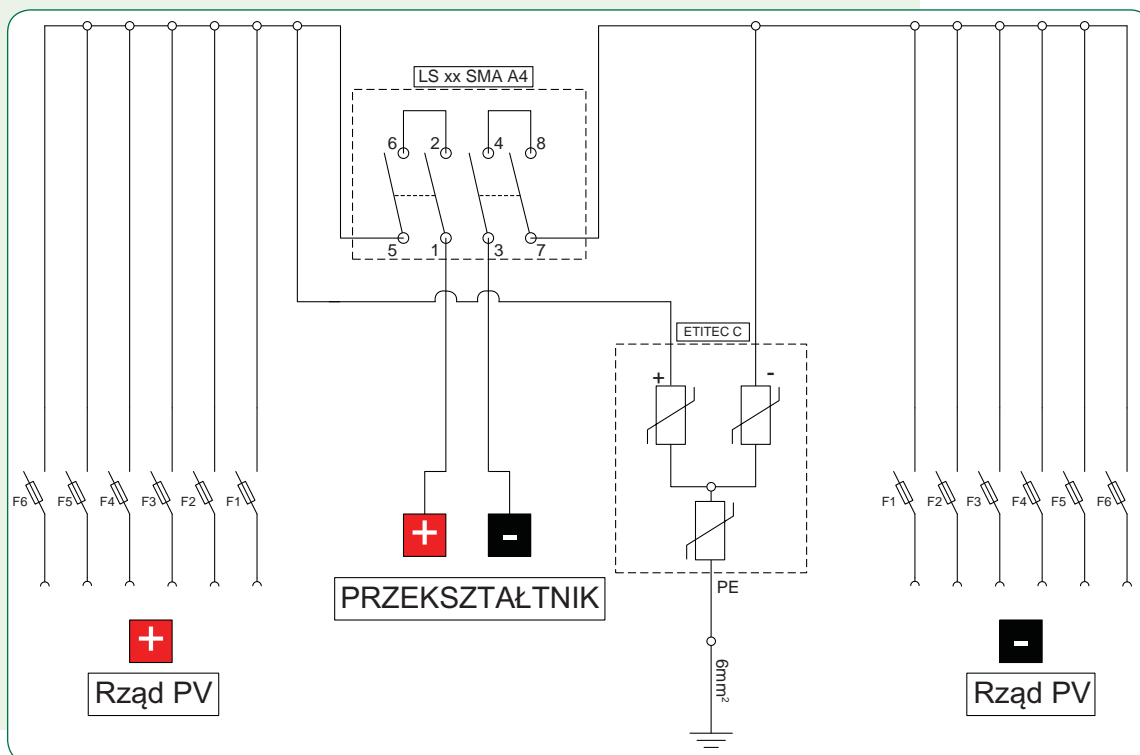 LS xx SMA A4
6 2 4 8
5 1 3 7
ETITEC C
+ -
F6 F5 F4 F3 F2 F1
F1 F2 F3 F4 F5 F6
+ -
PRZEKSZTAŁTNIK
PE
6mm²
+
Rząd PV
-
Rząd PV